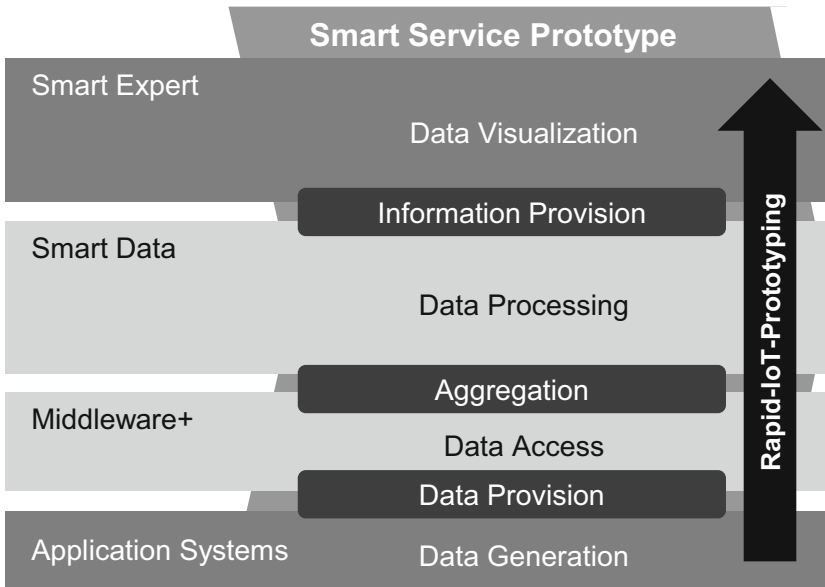 Smart Service Prototype
Smart Expert
Data Visualization
Information Provision
Smart Data
Data Processing
Aggregation
Middleware+
Data Access
Data Provision
Application Systems
Data Generation
Rapid-IoT-Prototyping